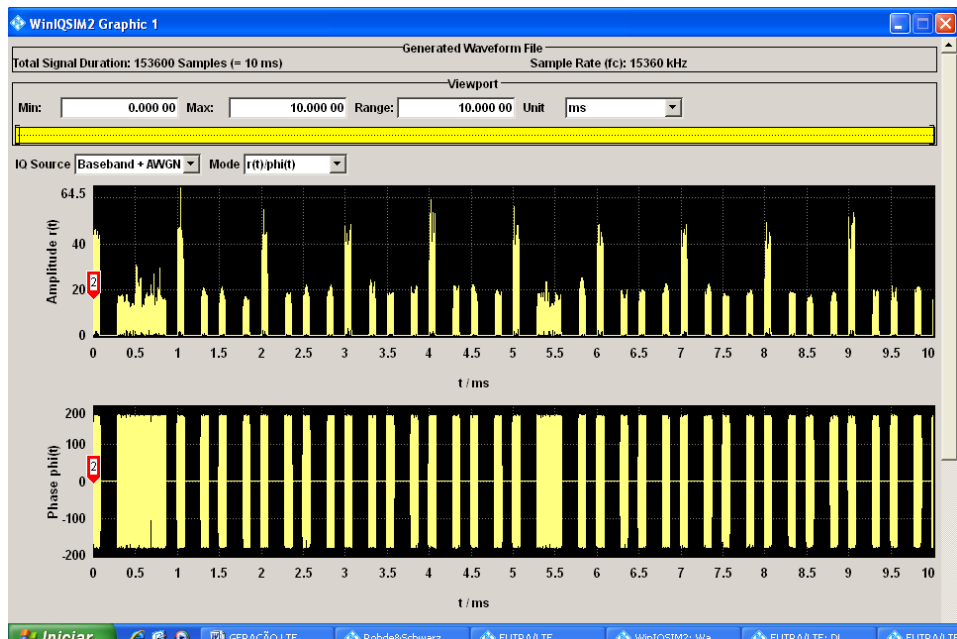 WinIQSIM2 Graphic 1
Generated Waveform File
Total Signal Duration: 153600 Samples (= 10 ms) Sample Rate (fc): 15360 kHz
Viewport
Min: 0.000 00 Max: 10.000 00 Range: 10.000 00 Unit ms
IQ Source Baseband + AWGN Mode r(t)/phi(t)
64.5
40
20
0
Amplitude r(t)
2
0 0.5 1 1.5 2 2.5 3 3.5 4 4.5 5 5.5 6 6.5 7 7.5 8 8.5 9 9.5 10
t / ms
200
100
0
-100
-200
Phase phi(t)
2
0 0.5 1 1.5 2 2.5 3 3.5 4 4.5 5 5.5 6 6.5 7 7.5 8 8.5 9 9.5 10
t / ms
Iniciar GERAÇÃO LTE Rohde&Schwarz EUTRA/LTE WinIQSIM2: Wa EUTRA/LTE: DL EUTRA/LTE